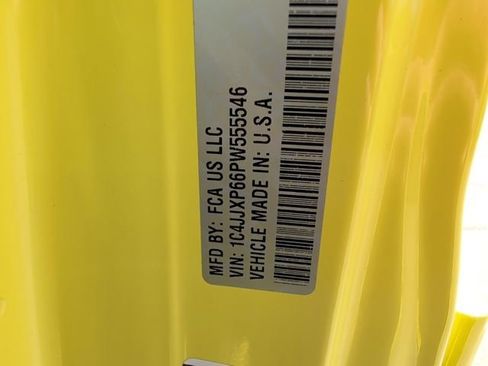 MFD BY: FCA US LLC
VIN: 1C4JJXP66PW555546
VEHICLE MADE IN: U.S.A.